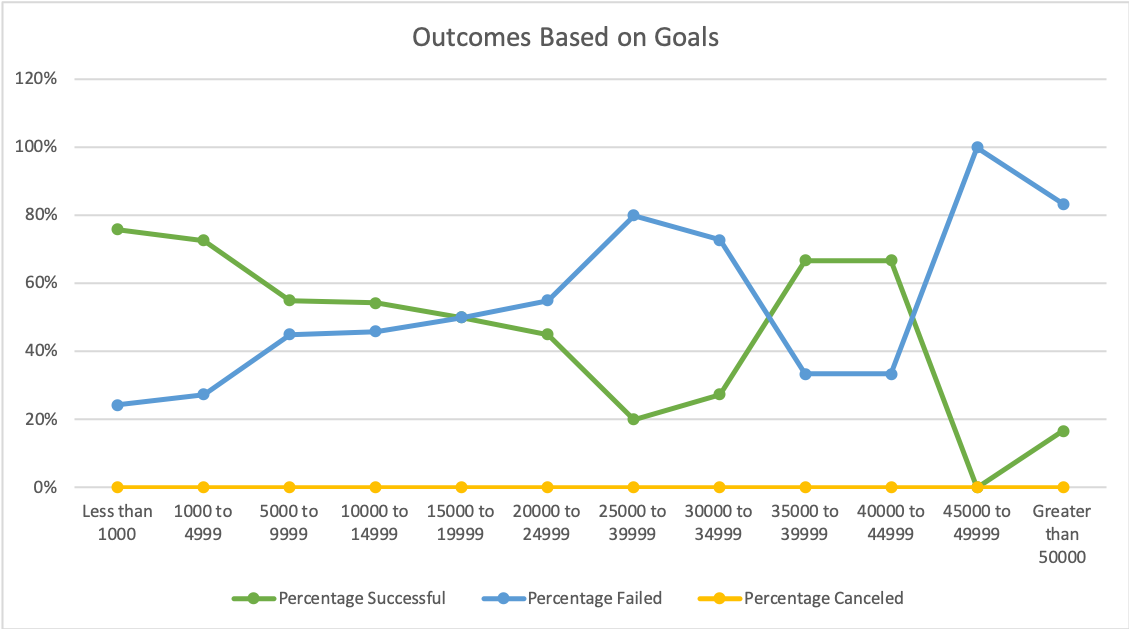 Outcomes Based on Goals
120%
100%
80%
60%
40%
20%
0%
Less than 1000
1000 to 4999
5000 to 9999
10000 to 14999
15000 to 19999
20000 to 24999
25000 to 39999
30000 to 34999
35000 to 39999
40000 to 44999
45000 to 49999
Greater than 50000
Percentage Successful
Percentage Failed
Percentage Canceled